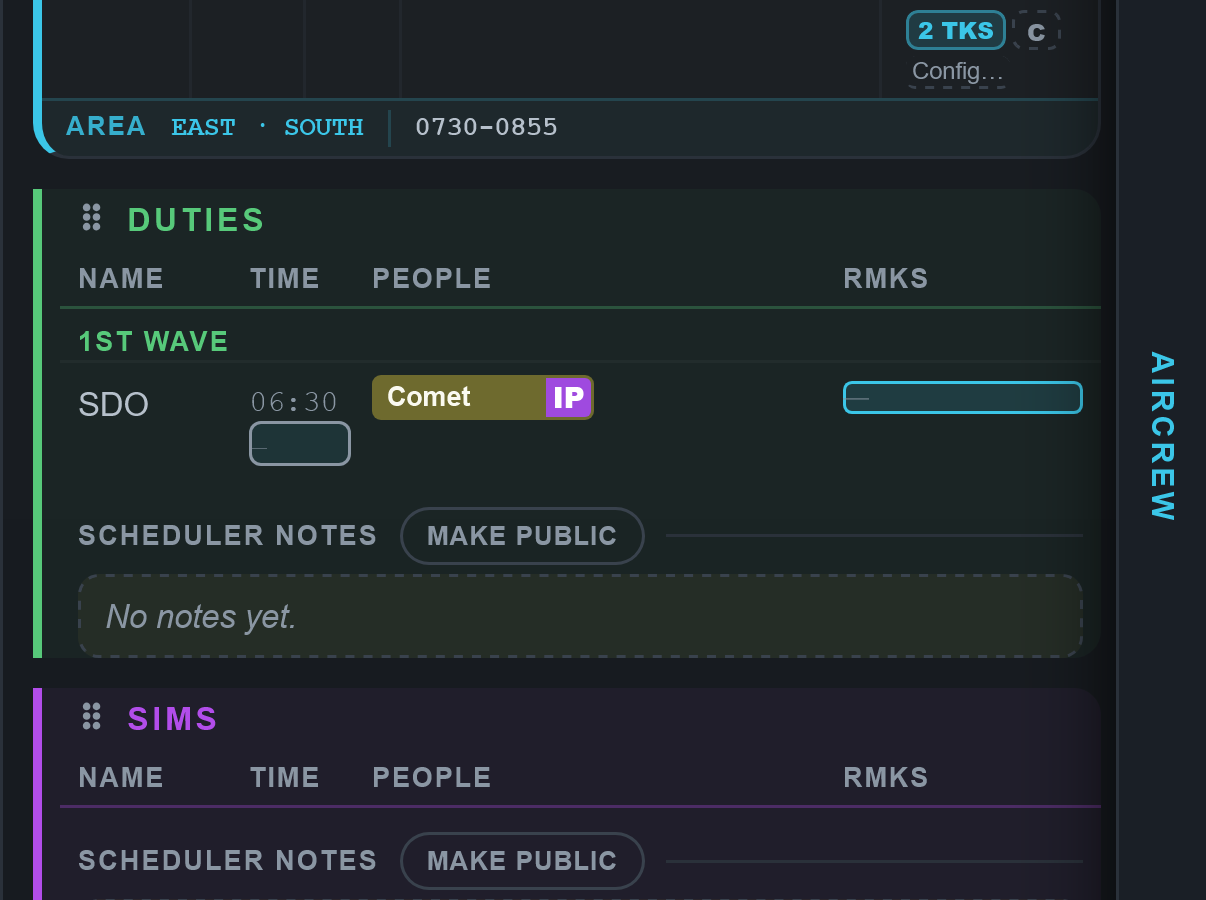 2 TKS C
Config…
AREA EAST · SOUTH 0730–0855
DUTIES
NAME TIME PEOPLE RMKS
1ST WAVE
SDO 06:30 Comet IP —
—
SCHEDULER NOTES MAKE PUBLIC
No notes yet.
SIMS
NAME TIME PEOPLE RMKS
SCHEDULER NOTES MAKE PUBLIC
AIRCREW